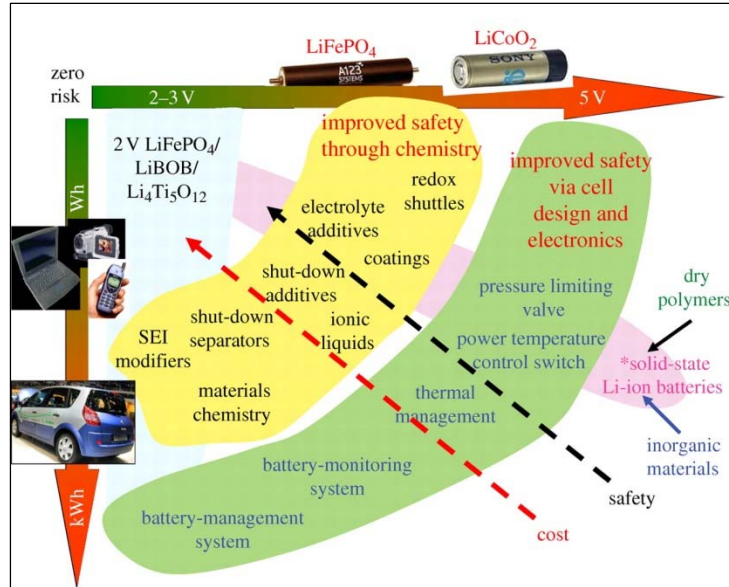 LiFePO₄
LiCoO₂
A123
SYSTEMS
SONY
zero
risk
2–3 V
5 V
Wh
kWh
2 V LiFePO₄/
LiBOB/
Li₄Ti₅O₁₂
improved safety
through chemistry
redox
shuttles
electrolyte
additives
coatings
shut-down
additives
shut-down
separators
ionic
liquids
SEI
modifiers
materials
chemistry
improved safety
via cell
design and
electronics
pressure limiting
valve
power temperature
control switch
thermal
management
battery-monitoring
system
battery-management
system
dry
polymers
*solid-state
Li-ion batteries
inorganic
materials
safety
cost